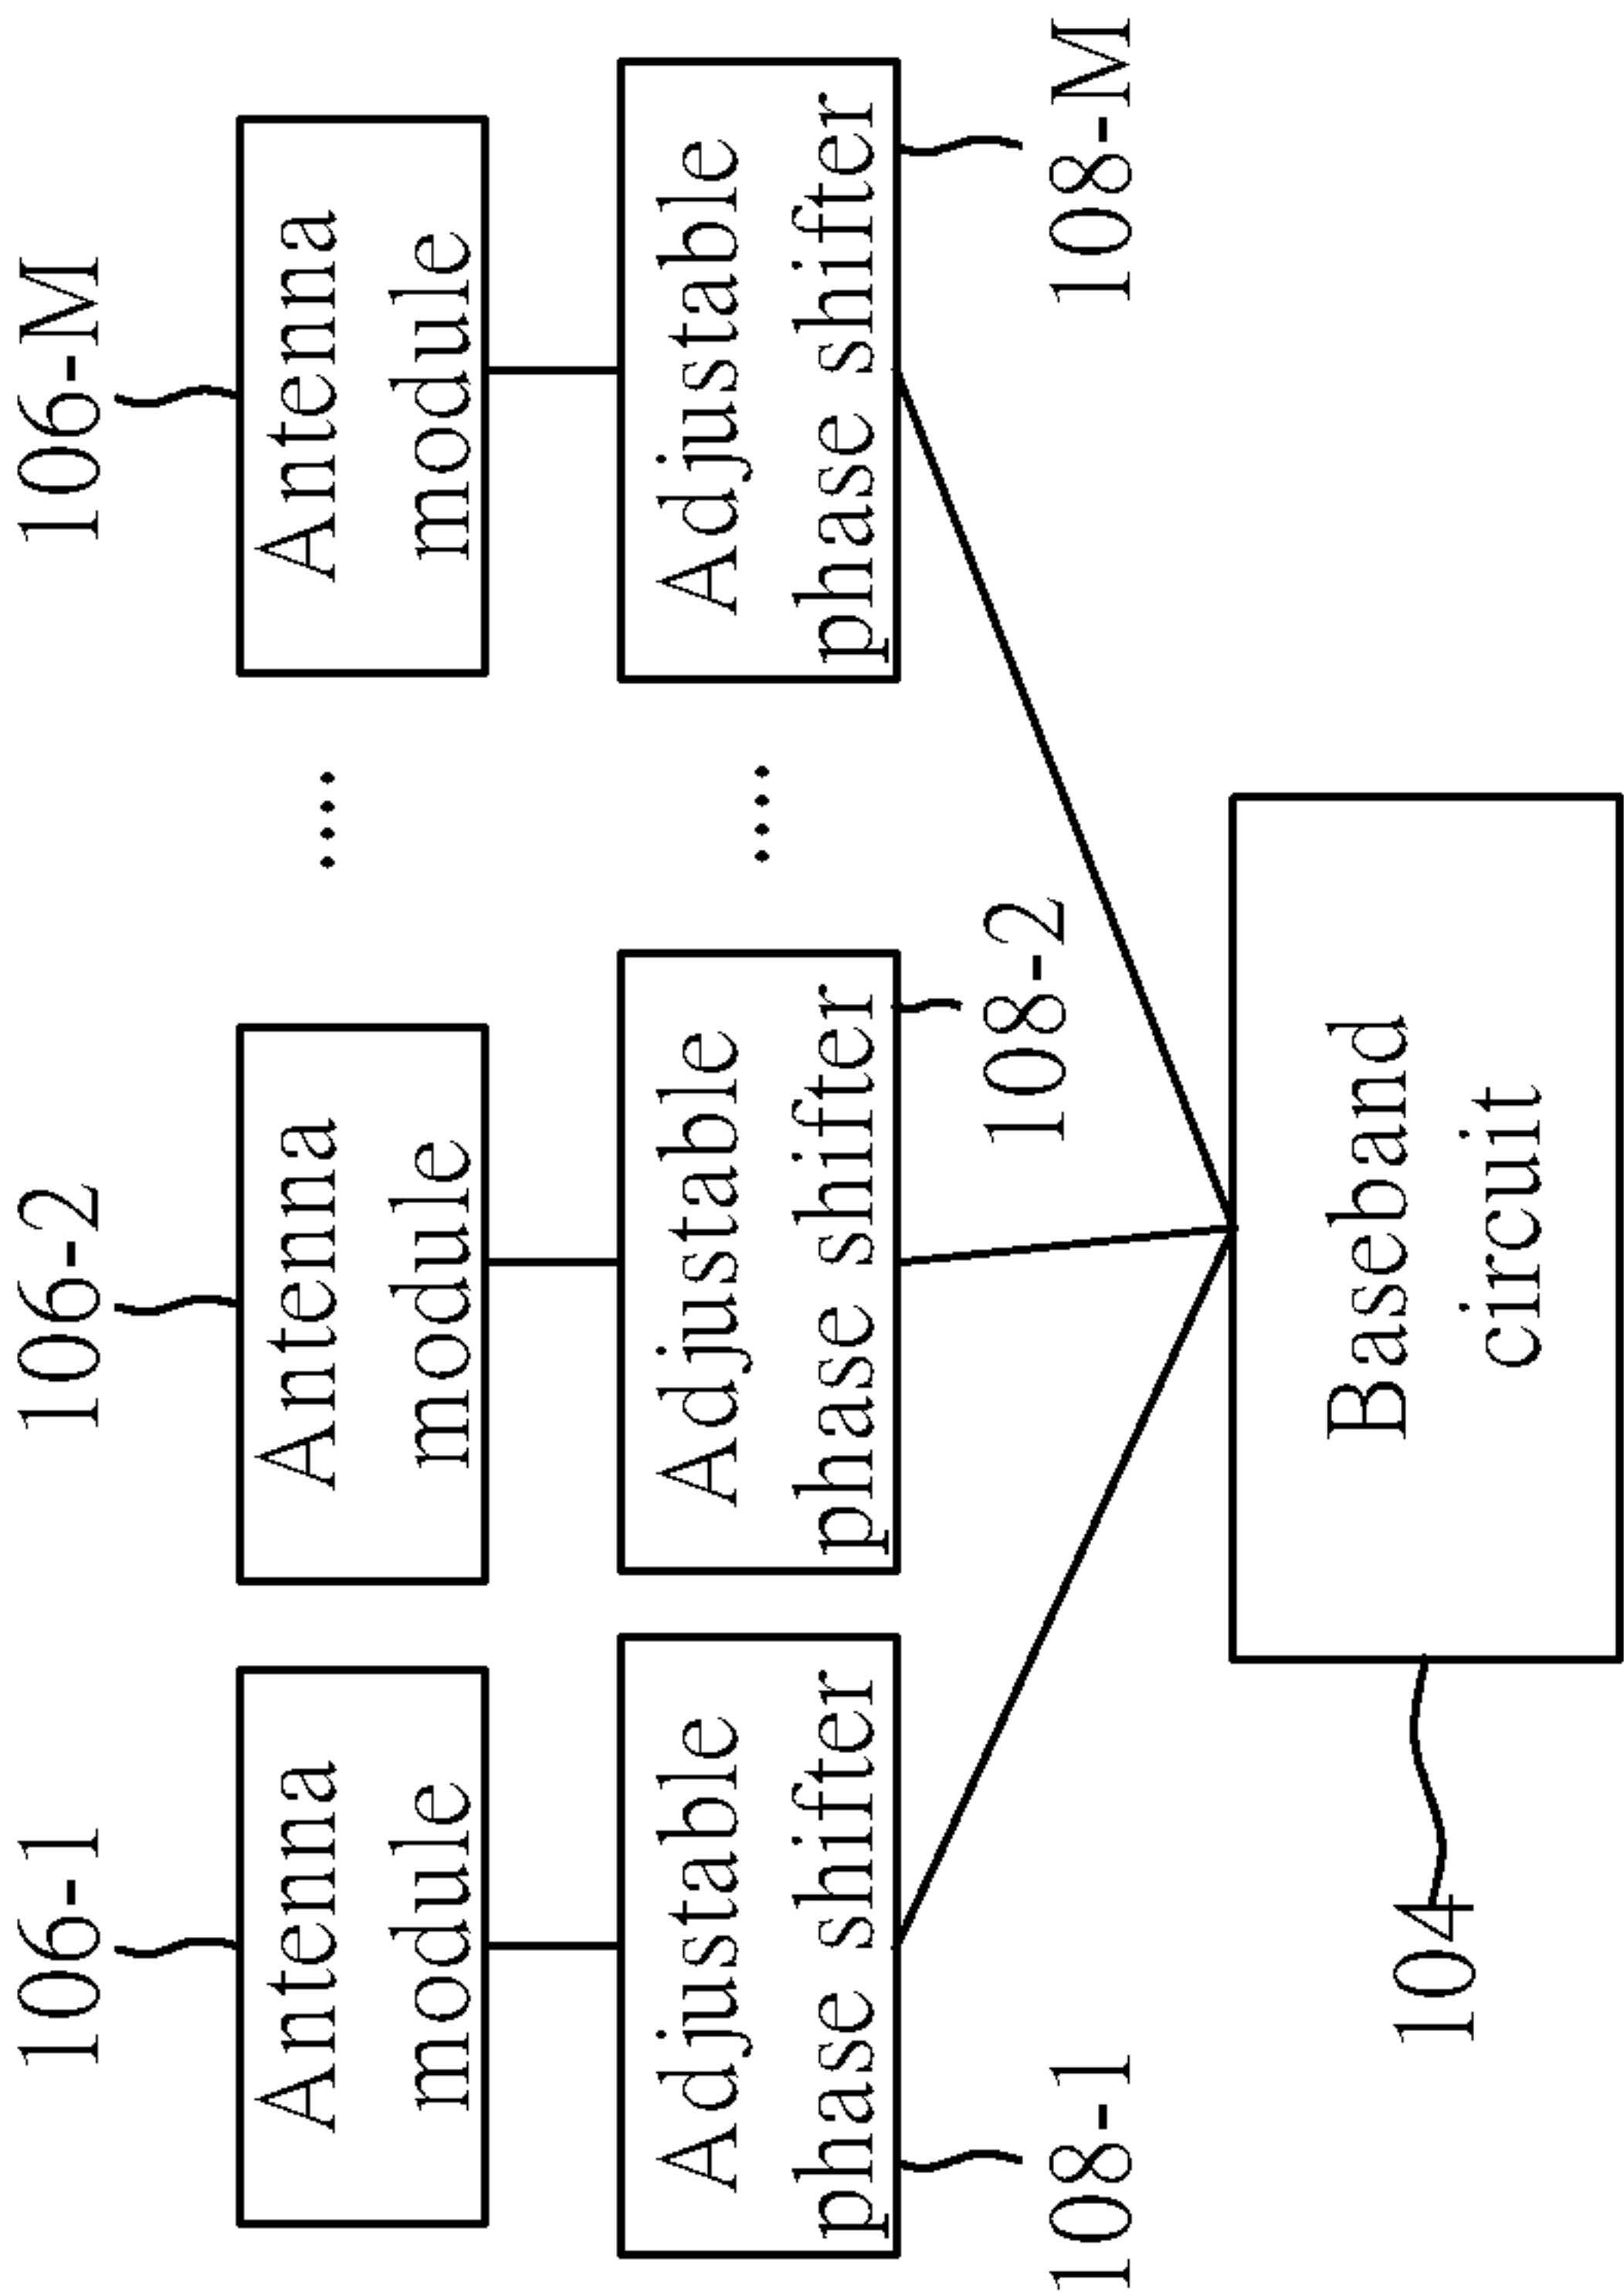 106-1
106-2
106-M
Antenna
module
Antenna
module
....
Antenna
module
Adjustable
phase shifter
Adjustable
phase shifter
....
Adjustable
phase shifter
108-1
108-2
108-M
Baseband
circuit
104